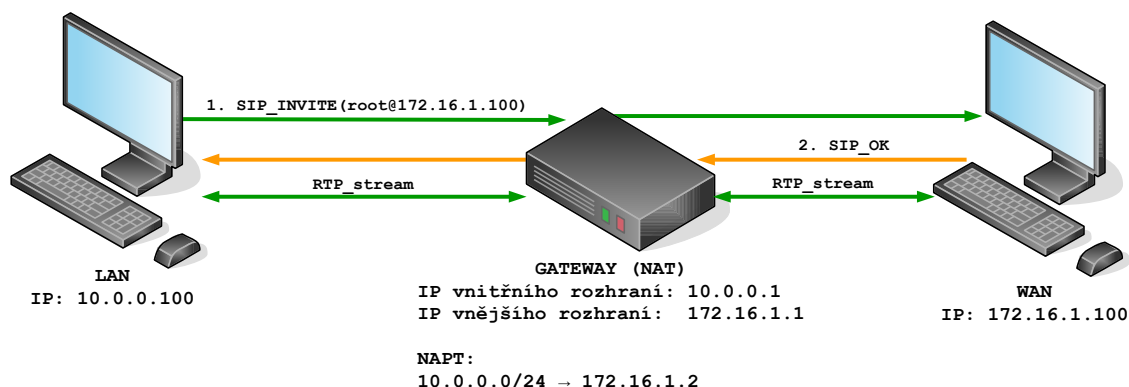 1. SIP_INVITE(root@172.16.1.100)
2. SIP_OK
RTP_stream
RTP_stream
LAN
IP: 10.0.0.100
GATEWAY (NAT)
IP vnitřního rozhraní: 10.0.0.1
IP vnějšího rozhraní: 172.16.1.1
NAPT:
10.0.0.0/24 → 172.16.1.2
WAN
IP: 172.16.1.100